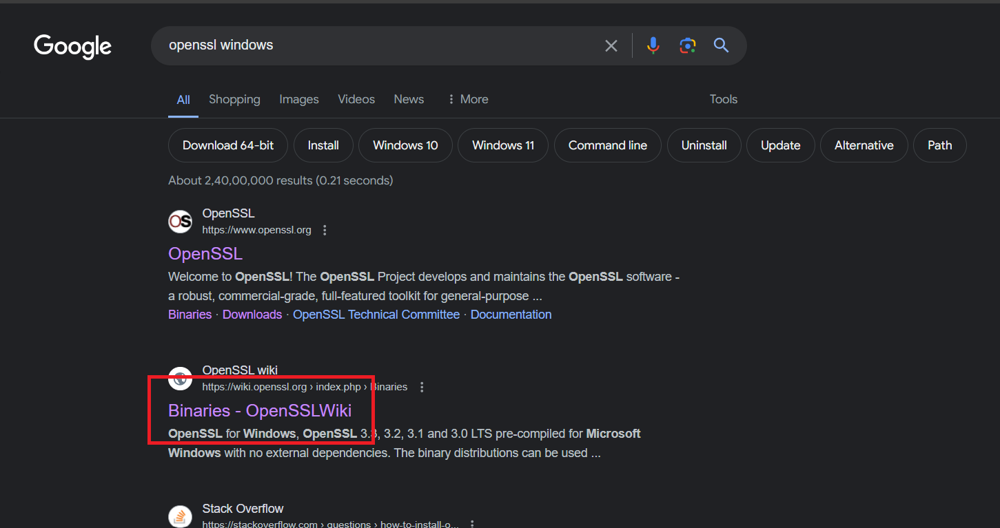 Google
openssl windows
All Shopping Images Videos News More Tools
Download 64-bit Install Windows 10 Windows 11 Command line Uninstall Update Alternative Path
About 2,40,00,000 results (0.21 seconds)
OS
OpenSSL
https://www.openssl.org
OpenSSL
Welcome to OpenSSL! The OpenSSL Project develops and maintains the OpenSSL software -
a robust, commercial-grade, full-featured toolkit for general-purpose ...
Binaries · Downloads · OpenSSL Technical Committee · Documentation
OpenSSL wiki
https://wiki.openssl.org › index.php › Binaries
Binaries - OpenSSLWiki
OpenSSL for Windows, OpenSSL 3.3, 3.2, 3.1 and 3.0 LTS pre-compiled for Microsoft
Windows with no external dependencies. The binary distributions can be used ...
Stack Overflow
https://stackoverflow.com › questions › how-to-install-o...